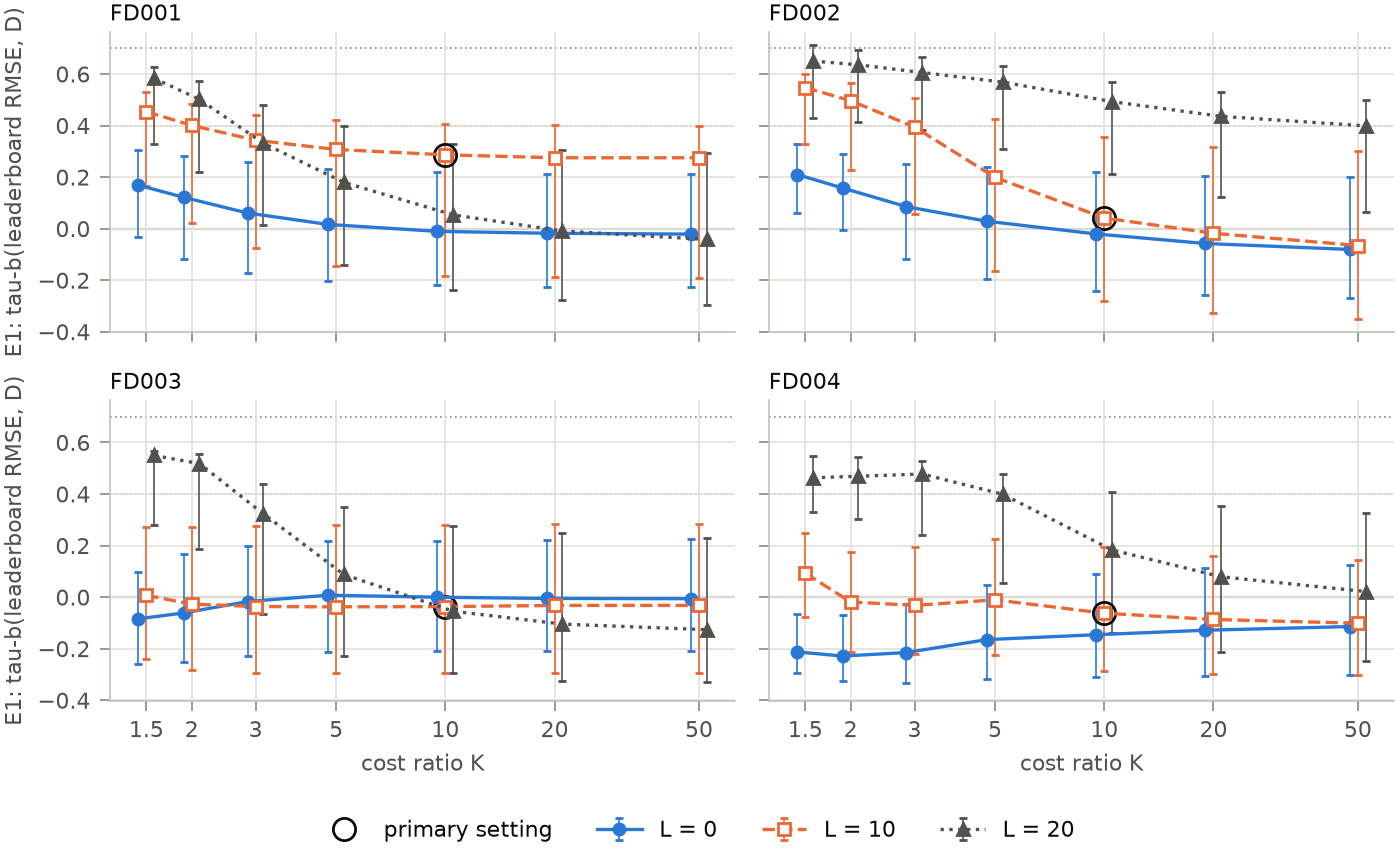 FD001
FD002
E1: tau-b(leaderboard RMSE, D)
0.6
0.4
0.2
0.0
−0.2
−0.4
FD003
FD004
E1: tau-b(leaderboard RMSE, D)
0.6
0.4
0.2
0.0
−0.2
−0.4
1.5 2 3 5 10 20 50
1.5 2 3 5 10 20 50
cost ratio K
cost ratio K
primary setting L = 0 L = 10 L = 20